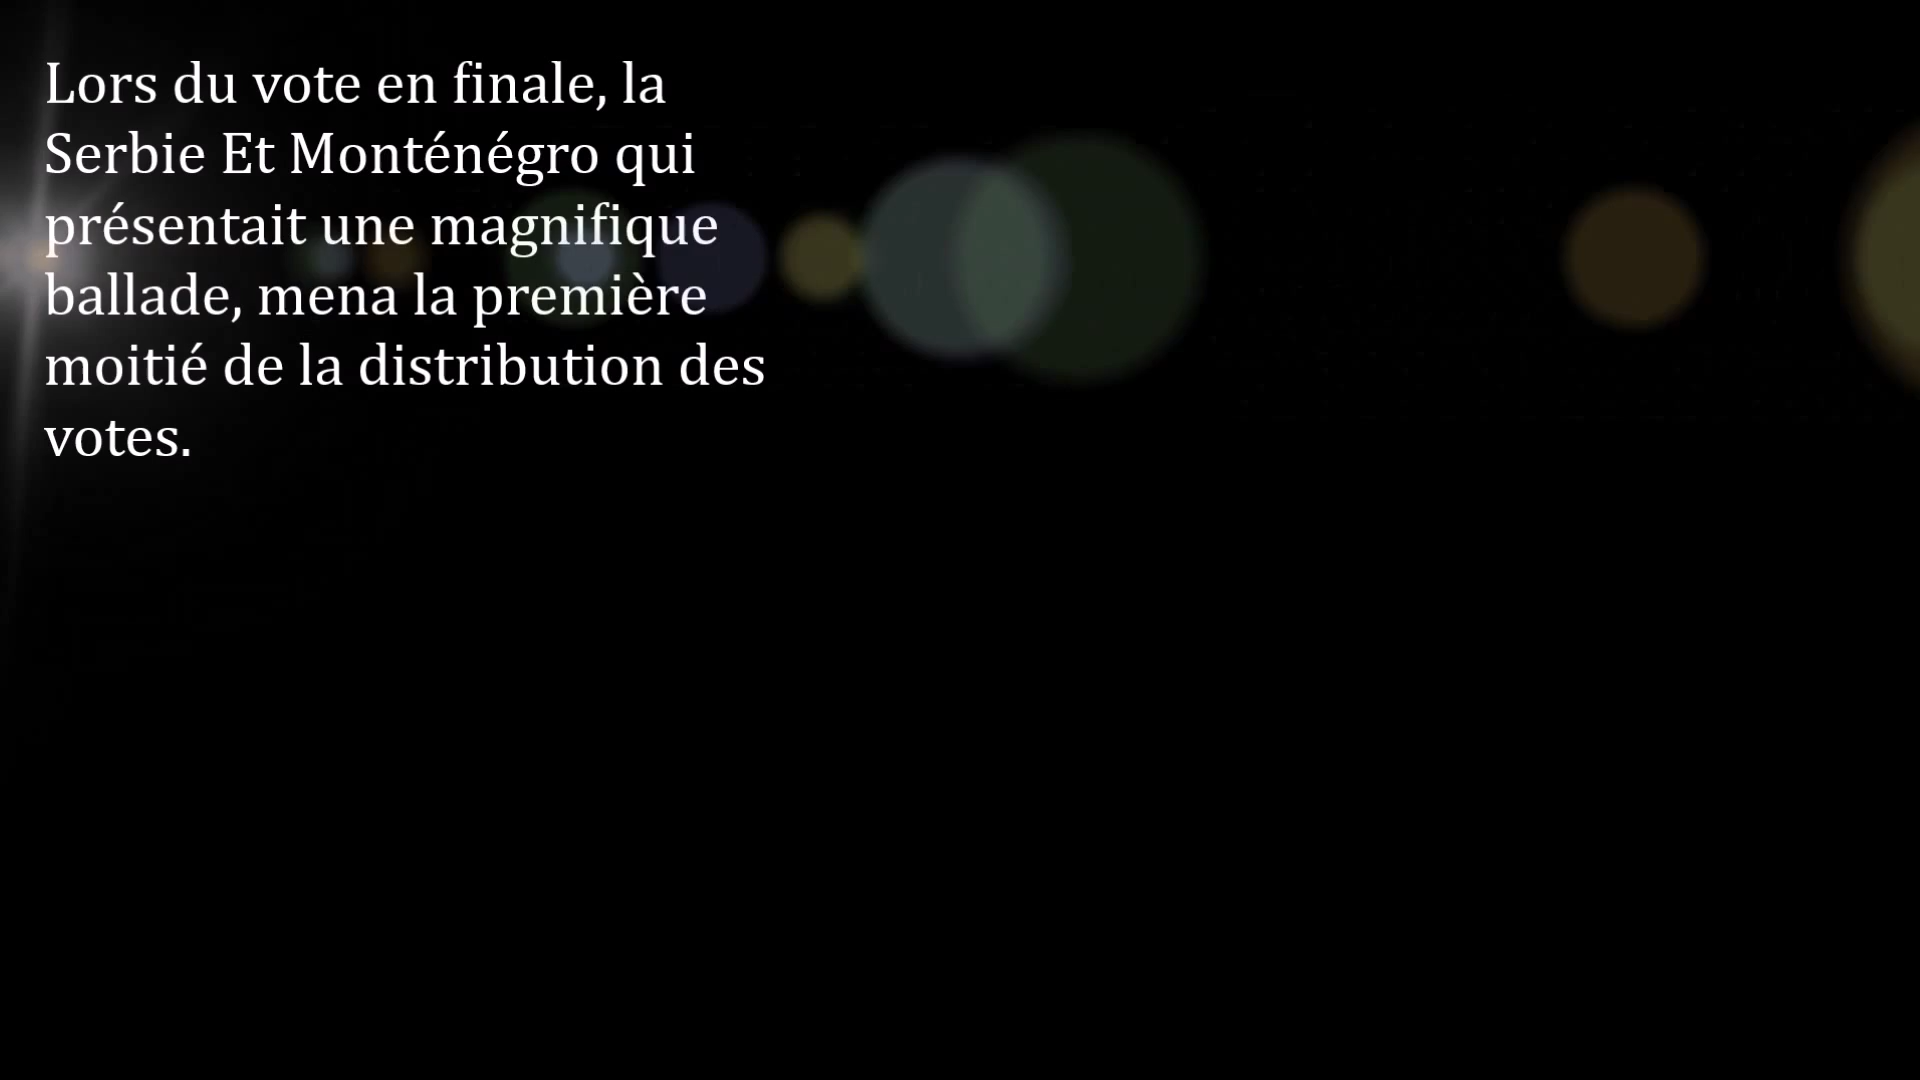 Lors du vote en finale, la
Serbie Et Monténégro qui
présentait une magnifique
ballade, mena la première
moitié de la distribution des
votes.